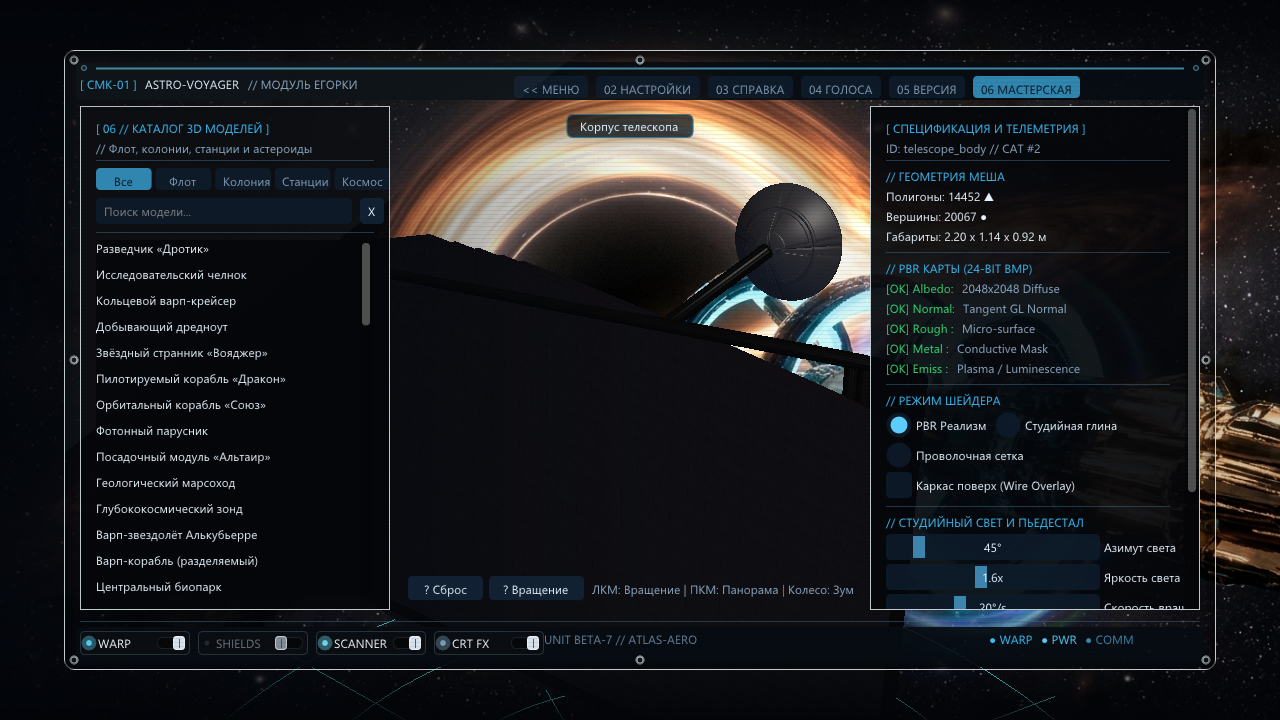 [ СМК-01 ] ASTRO-VOYAGER // МОДУЛЬ ЕГОРКИ
<< МЕНЮ 02 НАСТРОЙКИ 03 СПРАВКА 04 ГОЛОСА 05 ВЕРСИЯ 06 МАСТЕРСКАЯ
[ 06 // КАТАЛОГ 3D МОДЕЛЕЙ ]
// Флот, колонии, станции и астероиды
Все Флот Колония Станции Космос
Поиск модели... X
Разведчик «Дротик»
Исследовательский челнок
Кольцевой варп-крейсер
Добывающий дредноут
Звёздный странник «Вояджер»
Пилотируемый корабль «Дракон»
Орбитальный корабль «Союз»
Фотонный парусник
Посадочный модуль «Альтаир»
Геологический марсоход
Глубококосмический зонд
Варп-звездолёт Алькубьерре
Варп-корабль (разделяемый)
Центральный биопарк
Корпус телескопа
? Сброс ? Вращение ЛКМ: Вращение | ПКМ: Панорама | Колесо: Зум
[ СПЕЦИФИКАЦИЯ И ТЕЛЕМЕТРИЯ ]
ID: telescope_body // CAT #2
// ГЕОМЕТРИЯ МЕША
Полигоны: 14452 ▲
Вершины: 20067 ●
Габариты: 2.20 x 1.14 x 0.92 м
// PBR КАРТЫ (24-BIT BMP)
[OK] Albedo: 2048x2048 Diffuse
[OK] Normal: Tangent GL Normal
[OK] Rough : Micro-surface
[OK] Metal : Conductive Mask
[OK] Emiss : Plasma / Luminescence
// РЕЖИМ ШЕЙДЕРА
PBR Реализм Студийная глина
Проволочная сетка
Каркас поверх (Wire Overlay)
// СТУДИЙНЫЙ СВЕТ И ПЬЕДЕСТАЛ
45° Азимут света
1.6x Яркость света
20°/s Скорость вращ
WARP SHIELDS SCANNER CRT FX UNIT BETA-7 // ATLAS-AERO
● WARP ● PWR ● COMM